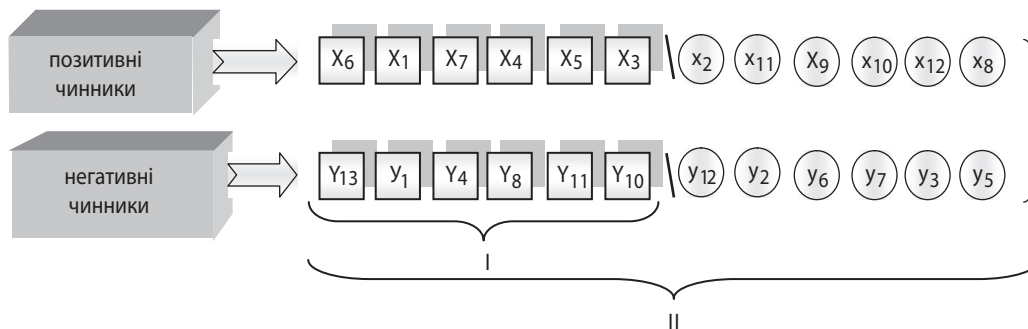 позитивні
чинники
X6 X1 X7 X4 X5 X3 \ x2 x11 X9 x10 x12 x8
негативні
чинники
Y13 y1 Y4 Y8 Y11 Y10 \ y12 y2 y6 y7 y3 y5
I
II